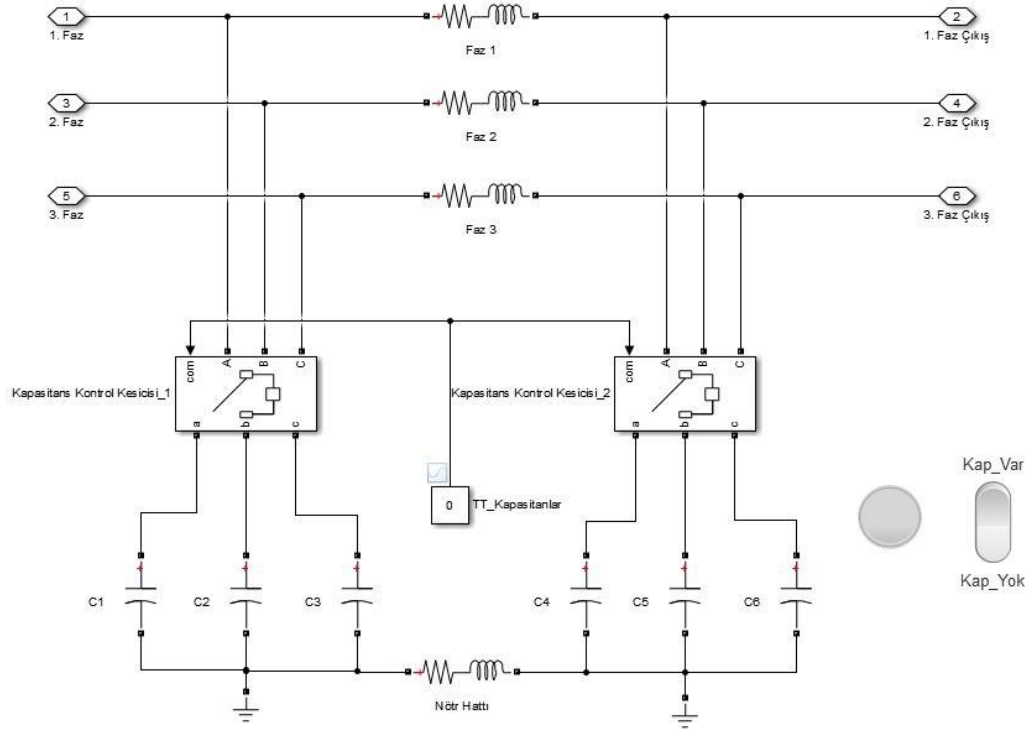 1
1. Faz
Faz 1
2
1. Faz Çıkış
3
2. Faz
Faz 2
4
2. Faz Çıkış
5
3. Faz
Faz 3
6
3. Faz Çıkış
com
A
B
C
Kapasitans Kontrol Kesicisi_1
a
b
c
com
A
B
C
Kapasitans Kontrol Kesicisi_2
a
b
c
0
TT_Kapasitanlar
Kap_Var
Kap_Yok
C1
C2
C3
C4
C5
C6
Nötr Hattı